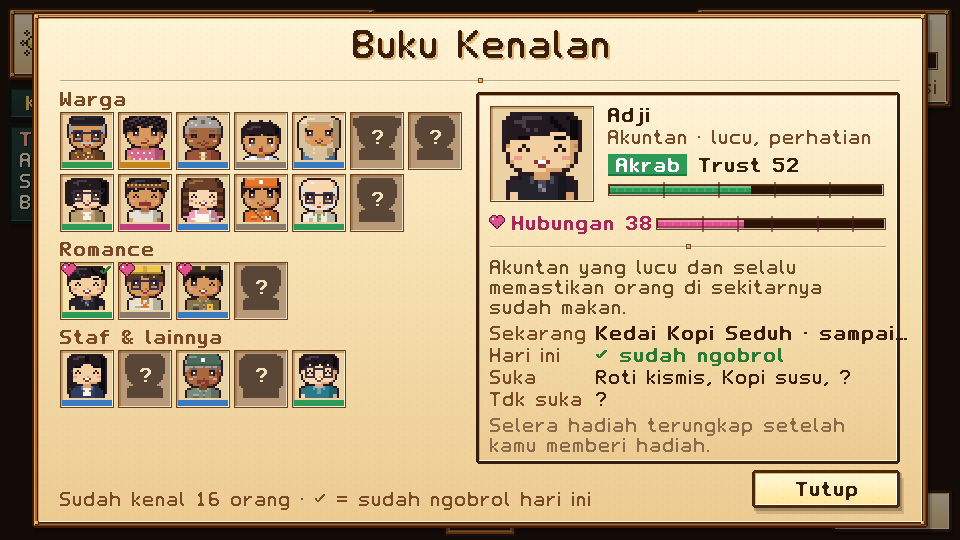 Buku Kenalan
Warga
? ?
?
Romance
?
Staf & lainnya
? ?
Adji
Akuntan · lucu, perhatian
Akrab Trust 52
Hubungan 38
Akuntan yang lucu dan selalu
memastikan orang di sekitarnya
sudah makan.
Sekarang Kedai Kopi Seduh · sampai…
Hari ini ✓ sudah ngobrol
Suka Roti kismis, Kopi susu, ?
Tdk suka ?
Selera hadiah terungkap setelah
kamu memberi hadiah.
Sudah kenal 16 orang · ✓ = sudah ngobrol hari ini
Tutup